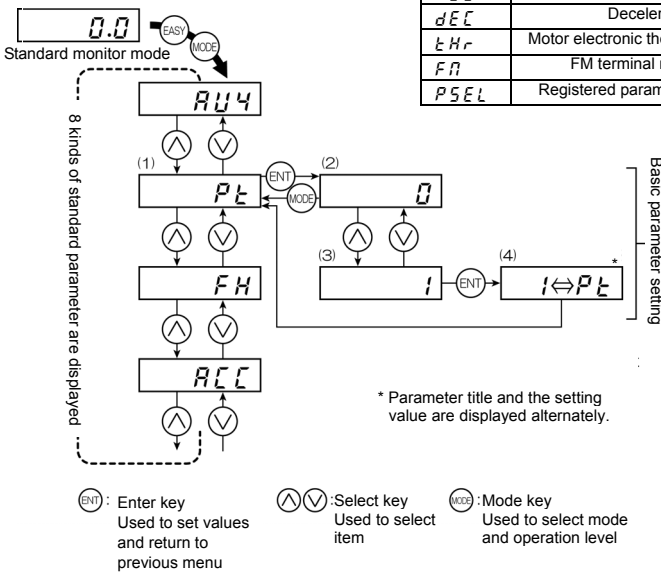 0.0
EASY
MODE
Standard monitor mode
dEC
Deceler
tHr
Motor electronic the
FM
FM terminal
PSEL
Registered param
8 kinds of standard parameter are displayed
AU4
(1)
Pt
ENT
MODE
(2)
0
(3)
1
ENT
(4)
*
1⇔Pt
FH
ACC
Basic parameter setting
* Parameter title and the setting
value are displayed alternately.
ENT : Enter key
Used to set values
and return to
previous menu
:Select key
Used to select
item
MODE :Mode key
Used to select mode
and operation level